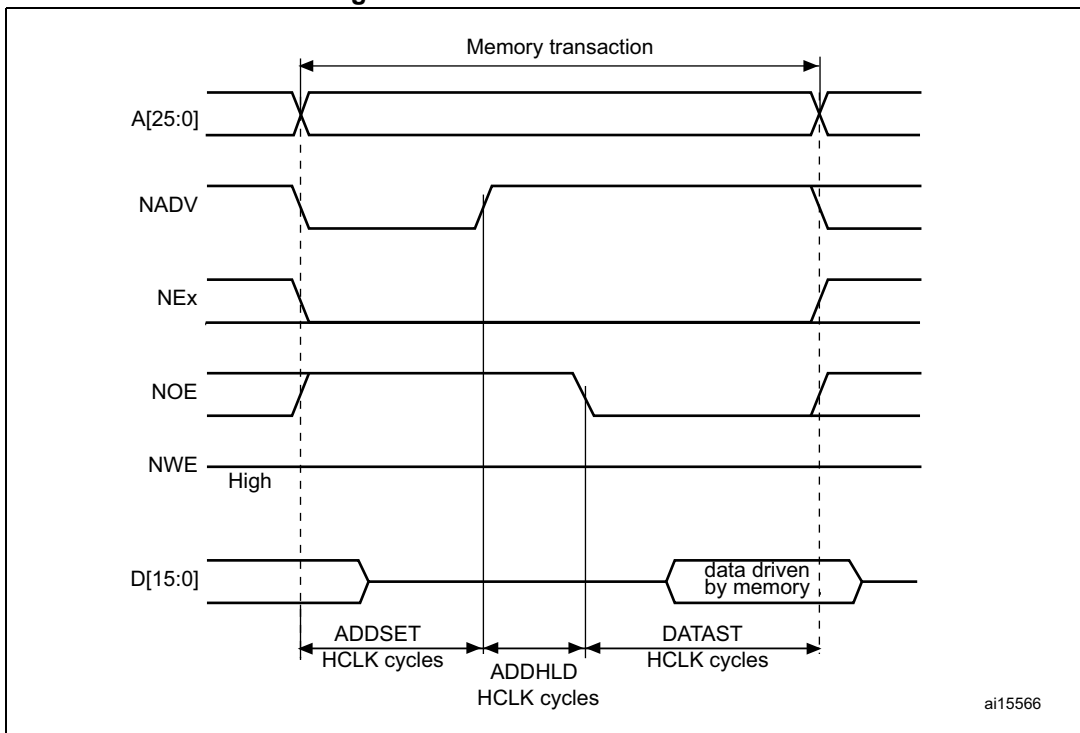 Memory transaction
A[25:0]
NADV
NEx
NOE
NWE
High
D[15:0]
data driven
by memory
ADDSET
HCLK cycles
ADDHLD
HCLK cycles
DATAST
HCLK cycles
ai15566